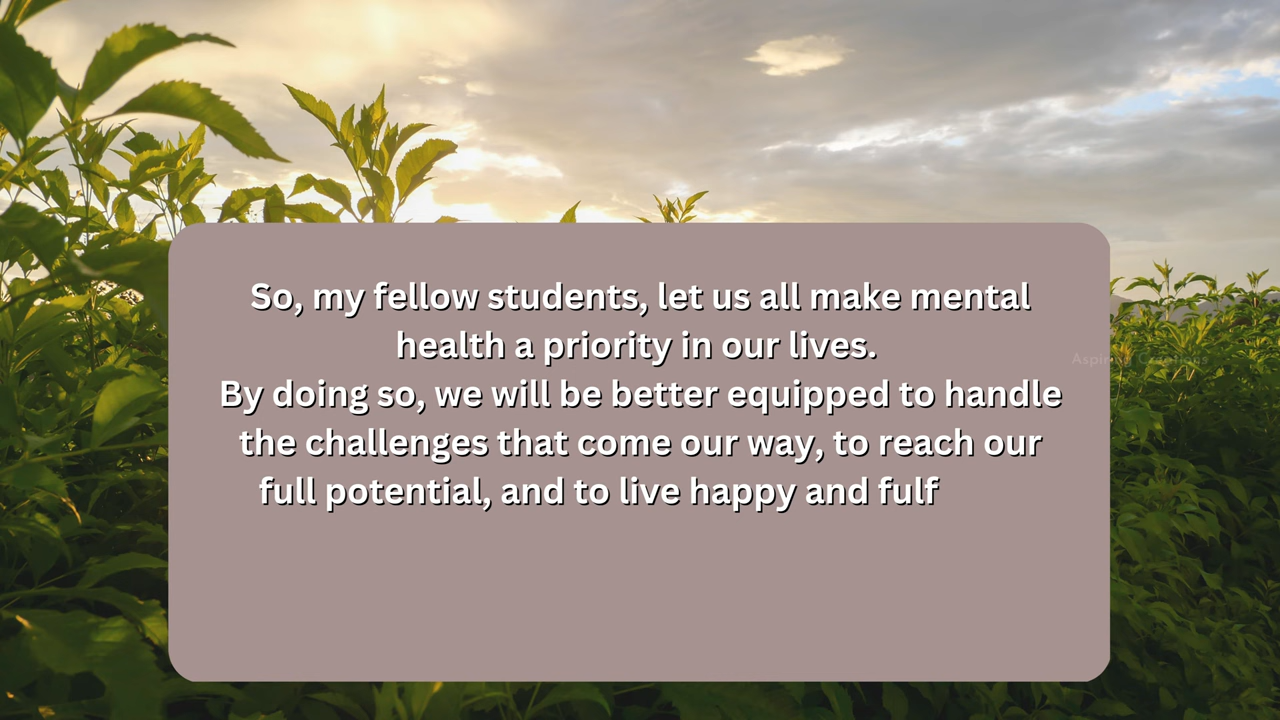 So, my fellow students, let us all make mental
health a priority in our lives.
By doing so, we will be better equipped to handle
the challenges that come our way, to reach our
full potential, and to live happy and fulf
Creations